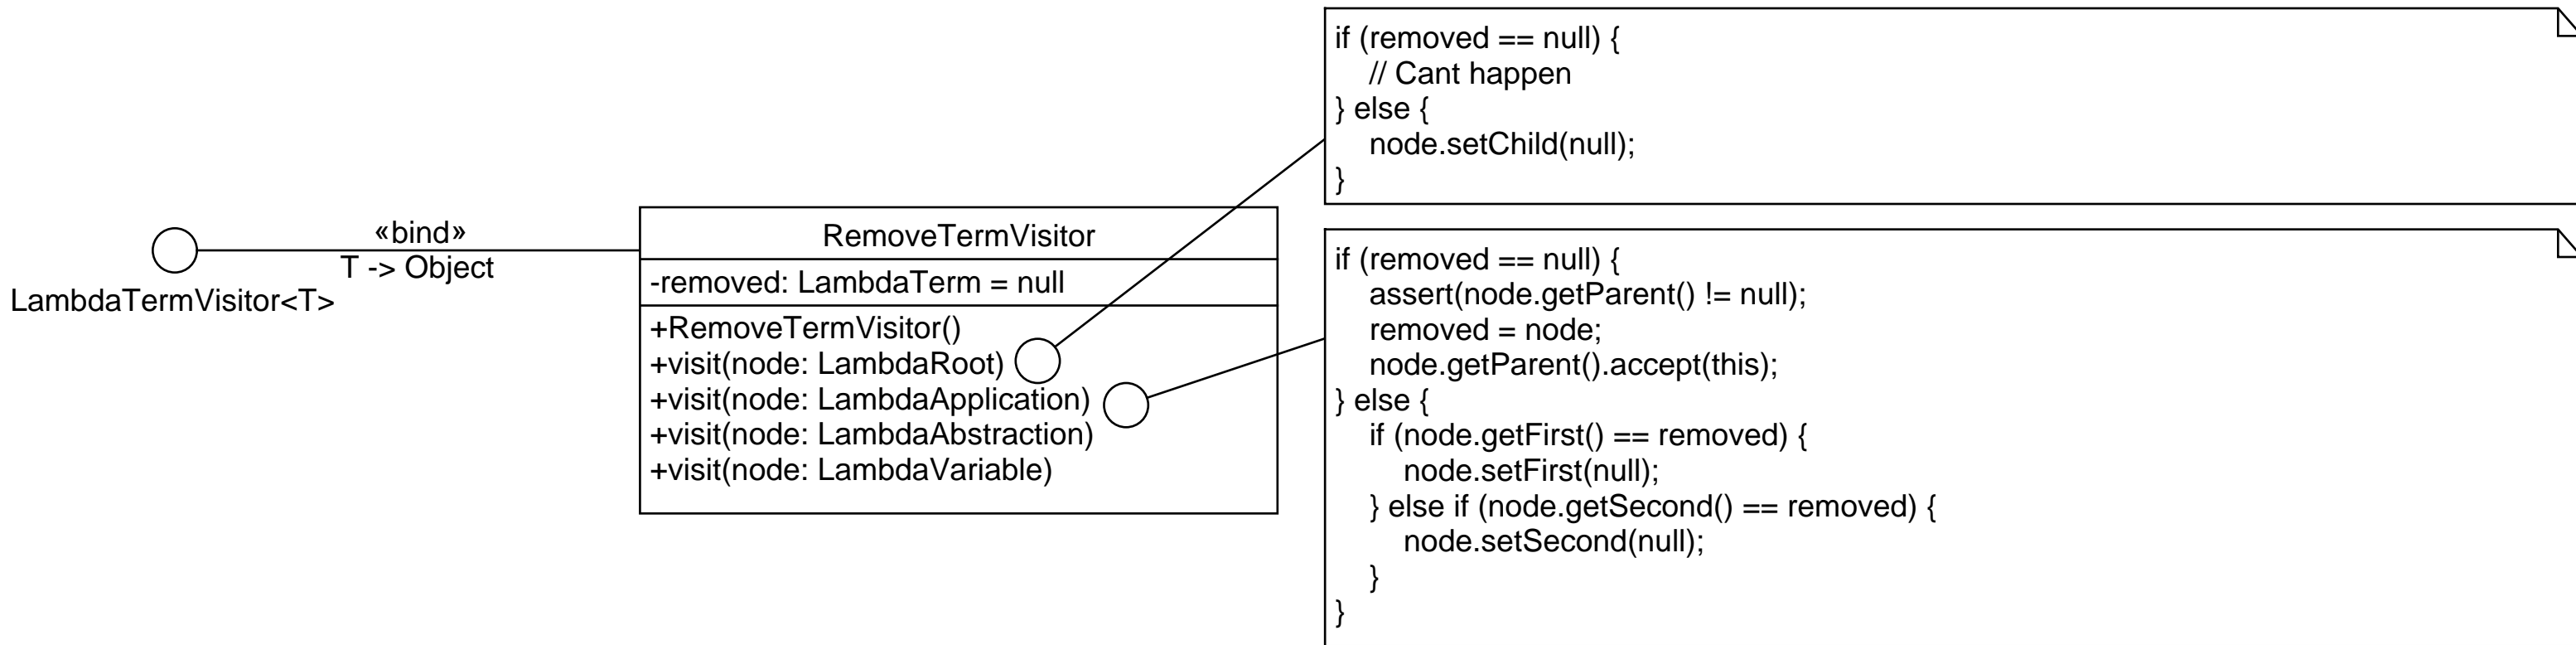 «bind»
T -> Object
LambdaTermVisitor<T>
RemoveTermVisitor
-removed: LambdaTerm = null
+RemoveTermVisitor()
+visit(node: LambdaRoot)
+visit(node: LambdaApplication)
+visit(node: LambdaAbstraction)
+visit(node: LambdaVariable)
if (removed == null) {
// Cant happen
} else {
node.setChild(null);
}
if (removed == null) {
assert(node.getParent() != null);
removed = node;
node.getParent().accept(this);
} else {
if (node.getFirst() == removed) {
node.setFirst(null);
} else if (node.getSecond() == removed) {
node.setSecond(null);
}
}